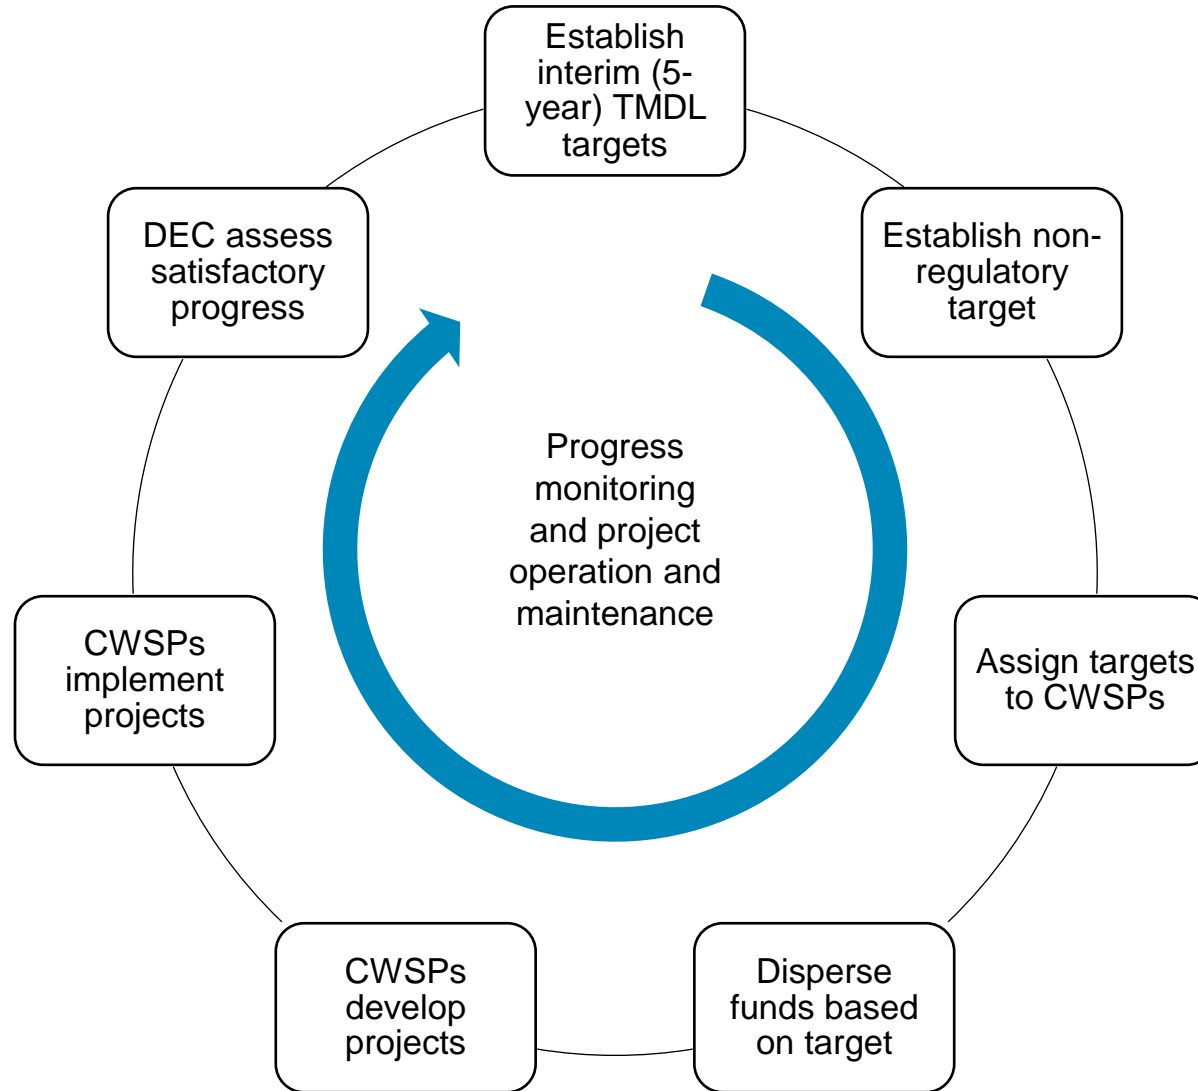 Establish
interim (5-
year) TMDL
targets
Establish non-
regulatory
target
Assign targets
to CWSPs
Disperse
funds based
on target
CWSPs
develop
projects
CWSPs
implement
projects
DEC assess
satisfactory
progress
Progress
monitoring
and project
operation and
maintenance